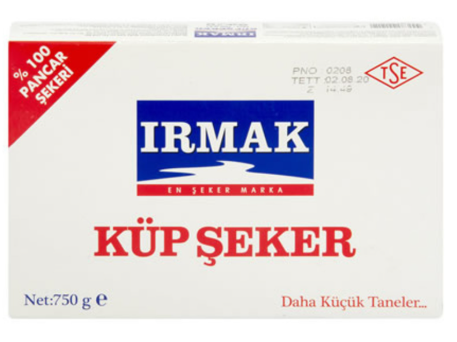 % 100
PANCAR
ŞEKERİ
PNO :0206
TETT :02.08.20
Z 14.49
TSE
IRMAK
EN ŞEKER MARKA
KÜP ŞEKER
Net:750 g e
Daha Küçük Taneler...